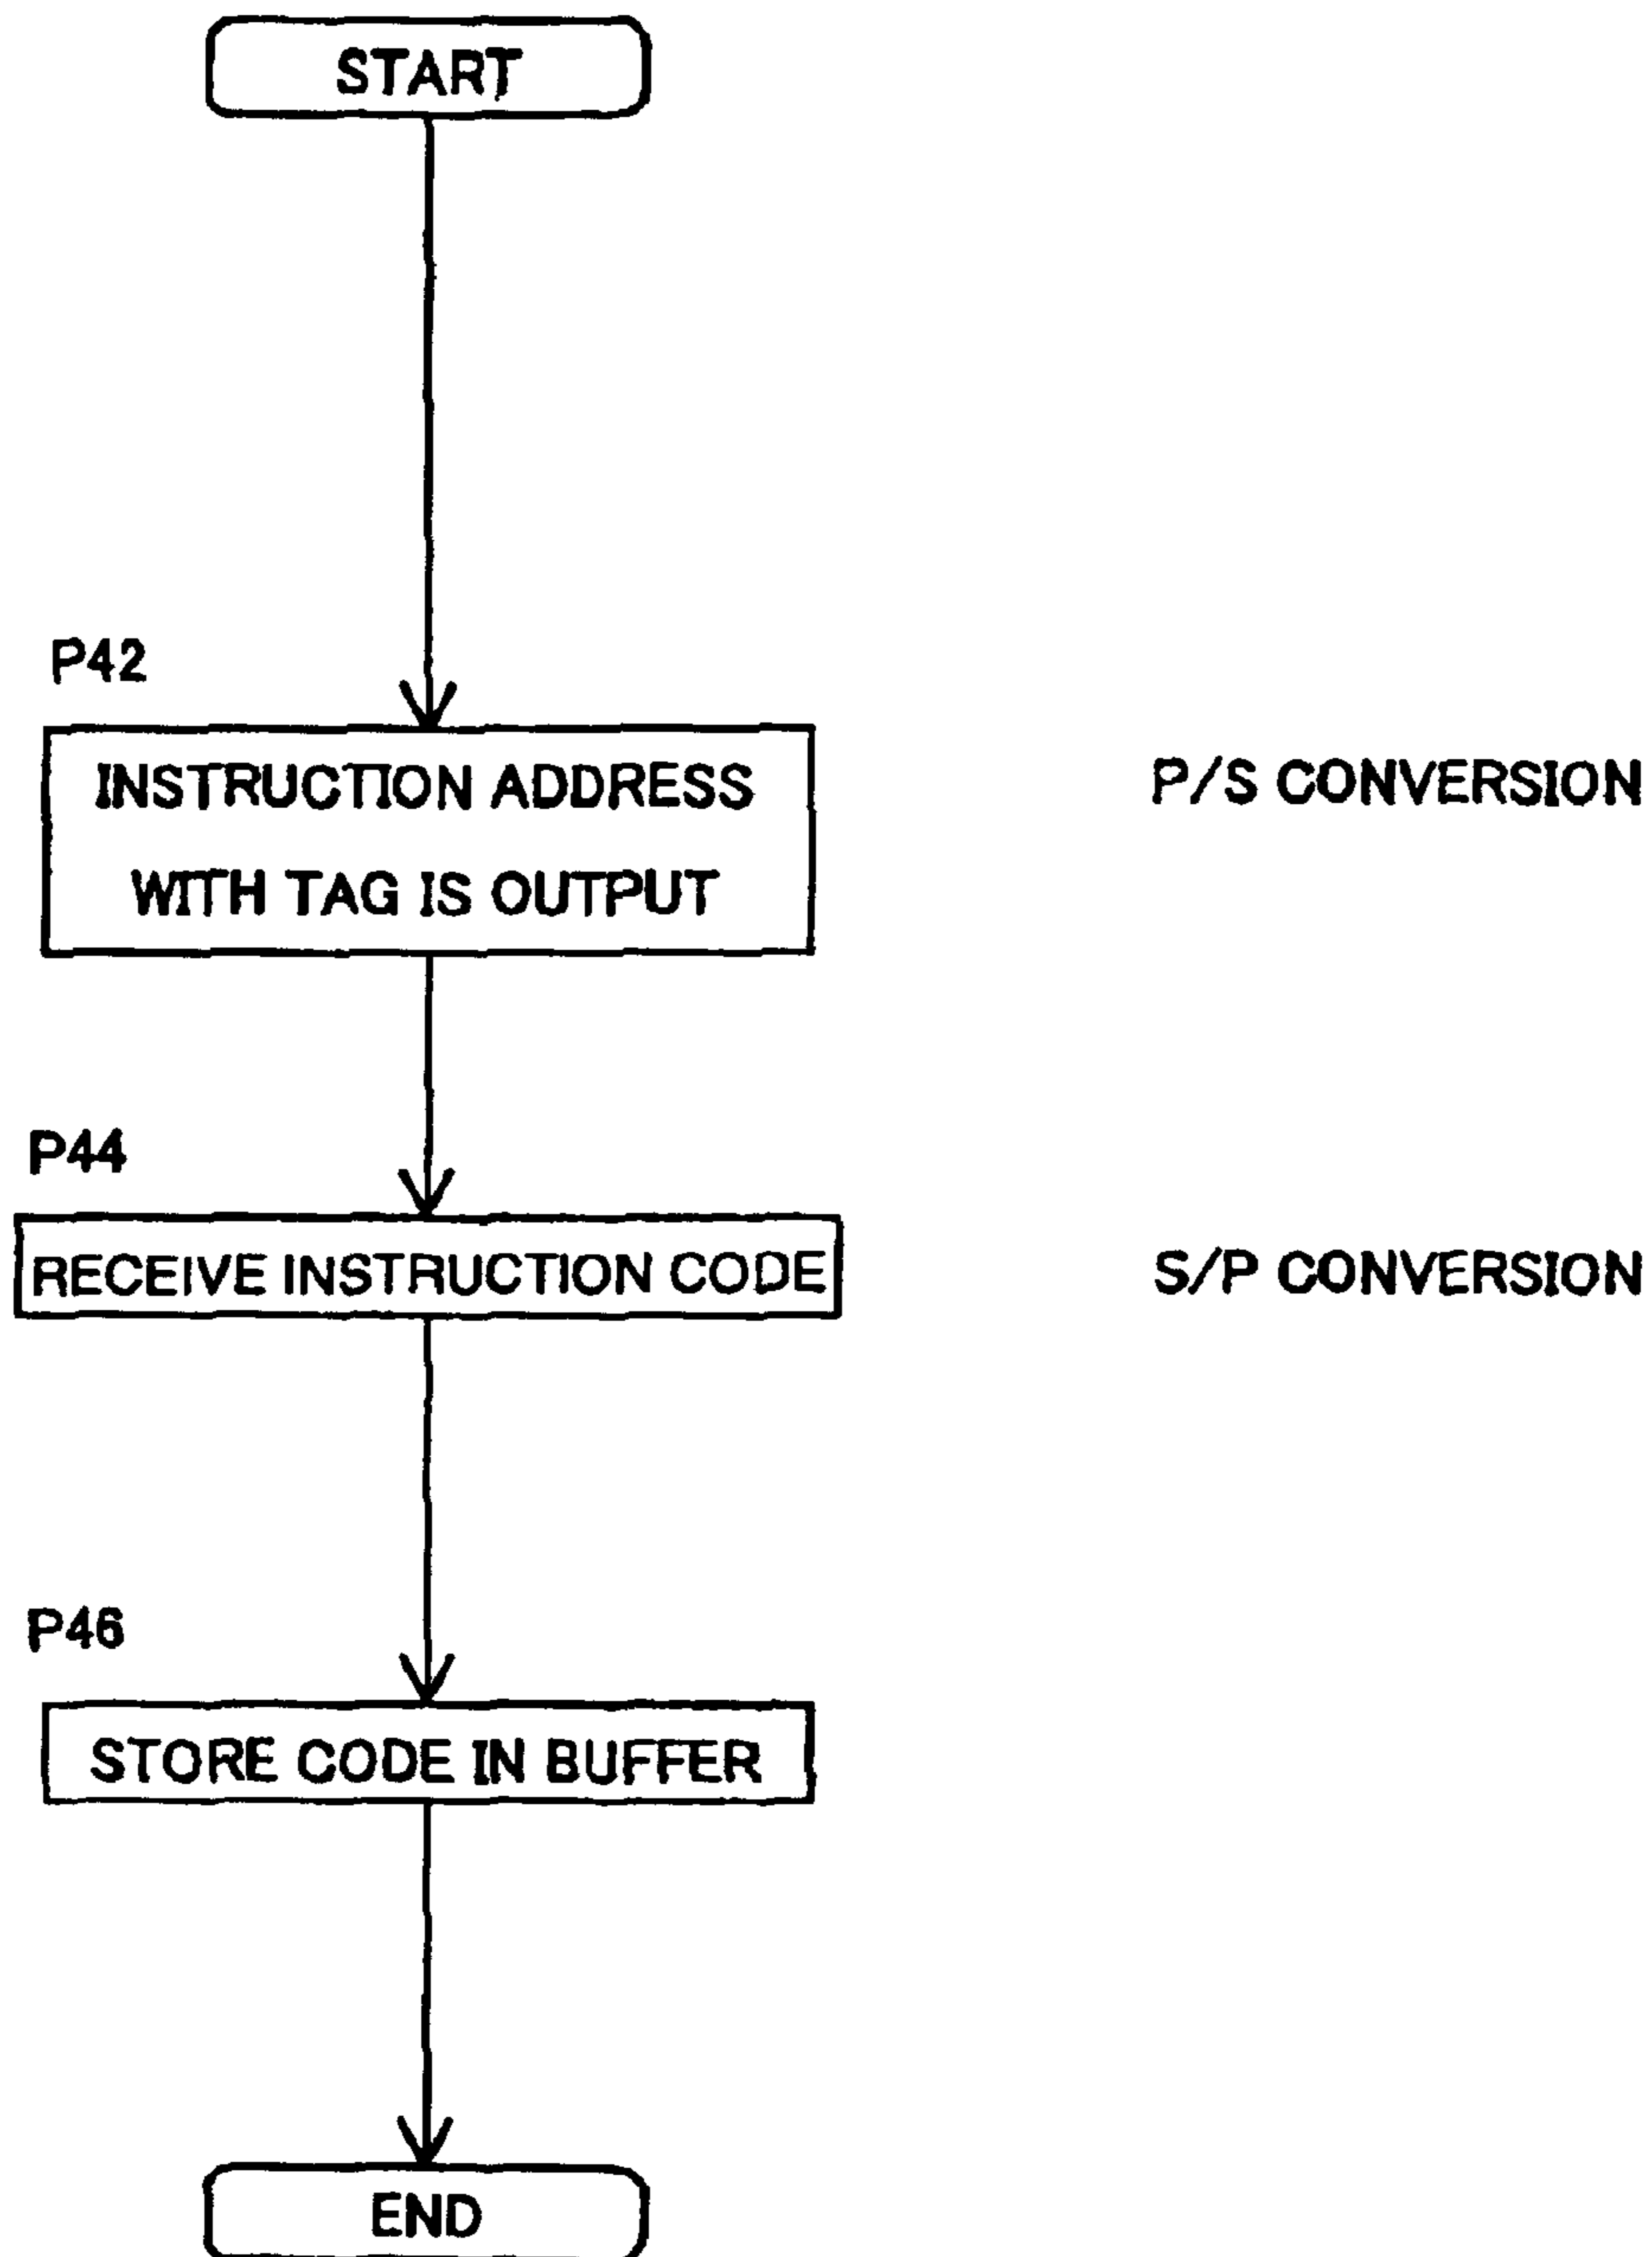 START
P42
INSTRUCTION ADDRESS
WITH TAG IS OUTPUT
P/S CONVERSION
P44
RECEIVE INSTRUCTION CODE
S/P CONVERSION
P46
STORE CODE IN BUFFER
END